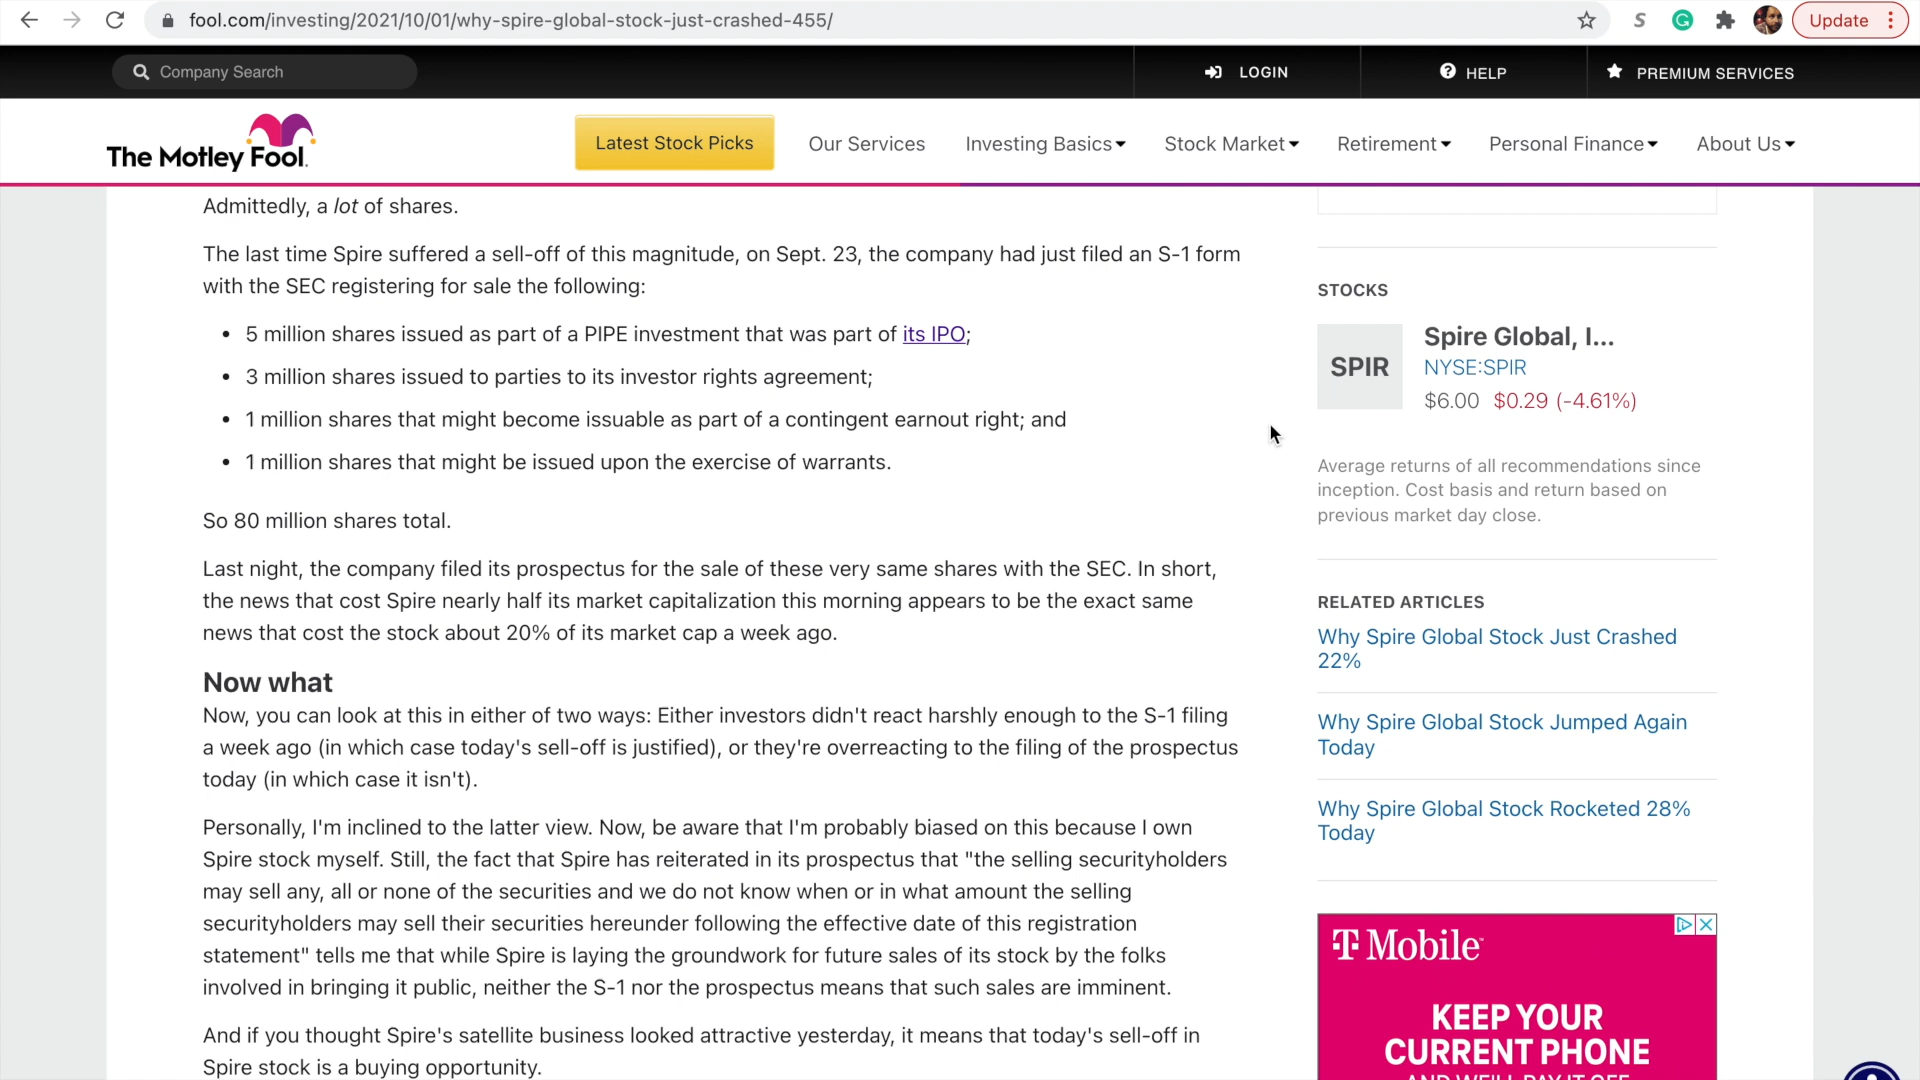 fool.com/investing/2021/10/01/why-spire-global-stock-just-crashed-455/
S
G
Update
Company Search
LOGIN
HELP
PREMIUM SERVICES
The Motley Fool.
Latest Stock Picks
Our Services
Investing Basics
Stock Market
Retirement
Personal Finance
About Us
Admittedly, a lot of shares.
The last time Spire suffered a sell-off of this magnitude, on Sept. 23, the company had just filed an S-1 form
with the SEC registering for sale the following:
• 5 million shares issued as part of a PIPE investment that was part of its IPO;
• 3 million shares issued to parties to its investor rights agreement;
• 1 million shares that might become issuable as part of a contingent earnout right; and
• 1 million shares that might be issued upon the exercise of warrants.
So 80 million shares total.
Last night, the company filed its prospectus for the sale of these very same shares with the SEC. In short,
the news that cost Spire nearly half its market capitalization this morning appears to be the exact same
news that cost the stock about 20% of its market cap a week ago.
Now what
Now, you can look at this in either of two ways: Either investors didn't react harshly enough to the S-1 filing
a week ago (in which case today's sell-off is justified), or they're overreacting to the filing of the prospectus
today (in which case it isn't).
Personally, I'm inclined to the latter view. Now, be aware that I'm probably biased on this because I own
Spire stock myself. Still, the fact that Spire has reiterated in its prospectus that "the selling securityholders
may sell any, all or none of the securities and we do not know when or in what amount the selling
securityholders may sell their securities hereunder following the effective date of this registration
statement" tells me that while Spire is laying the groundwork for future sales of its stock by the folks
involved in bringing it public, neither the S-1 nor the prospectus means that such sales are imminent.
And if you thought Spire's satellite business looked attractive yesterday, it means that today's sell-off in
Spire stock is a buying opportunity.
STOCKS
SPIR
Spire Global, I...
NYSE:SPIR
$6.00 $0.29 (-4.61%)
Average returns of all recommendations since
inception. Cost basis and return based on
previous market day close.
RELATED ARTICLES
Why Spire Global Stock Just Crashed
22%
Why Spire Global Stock Jumped Again
Today
Why Spire Global Stock Rocketed 28%
Today
T Mobile
KEEP YOUR
CURRENT PHONE
AND WE'LL PAY IT OFF